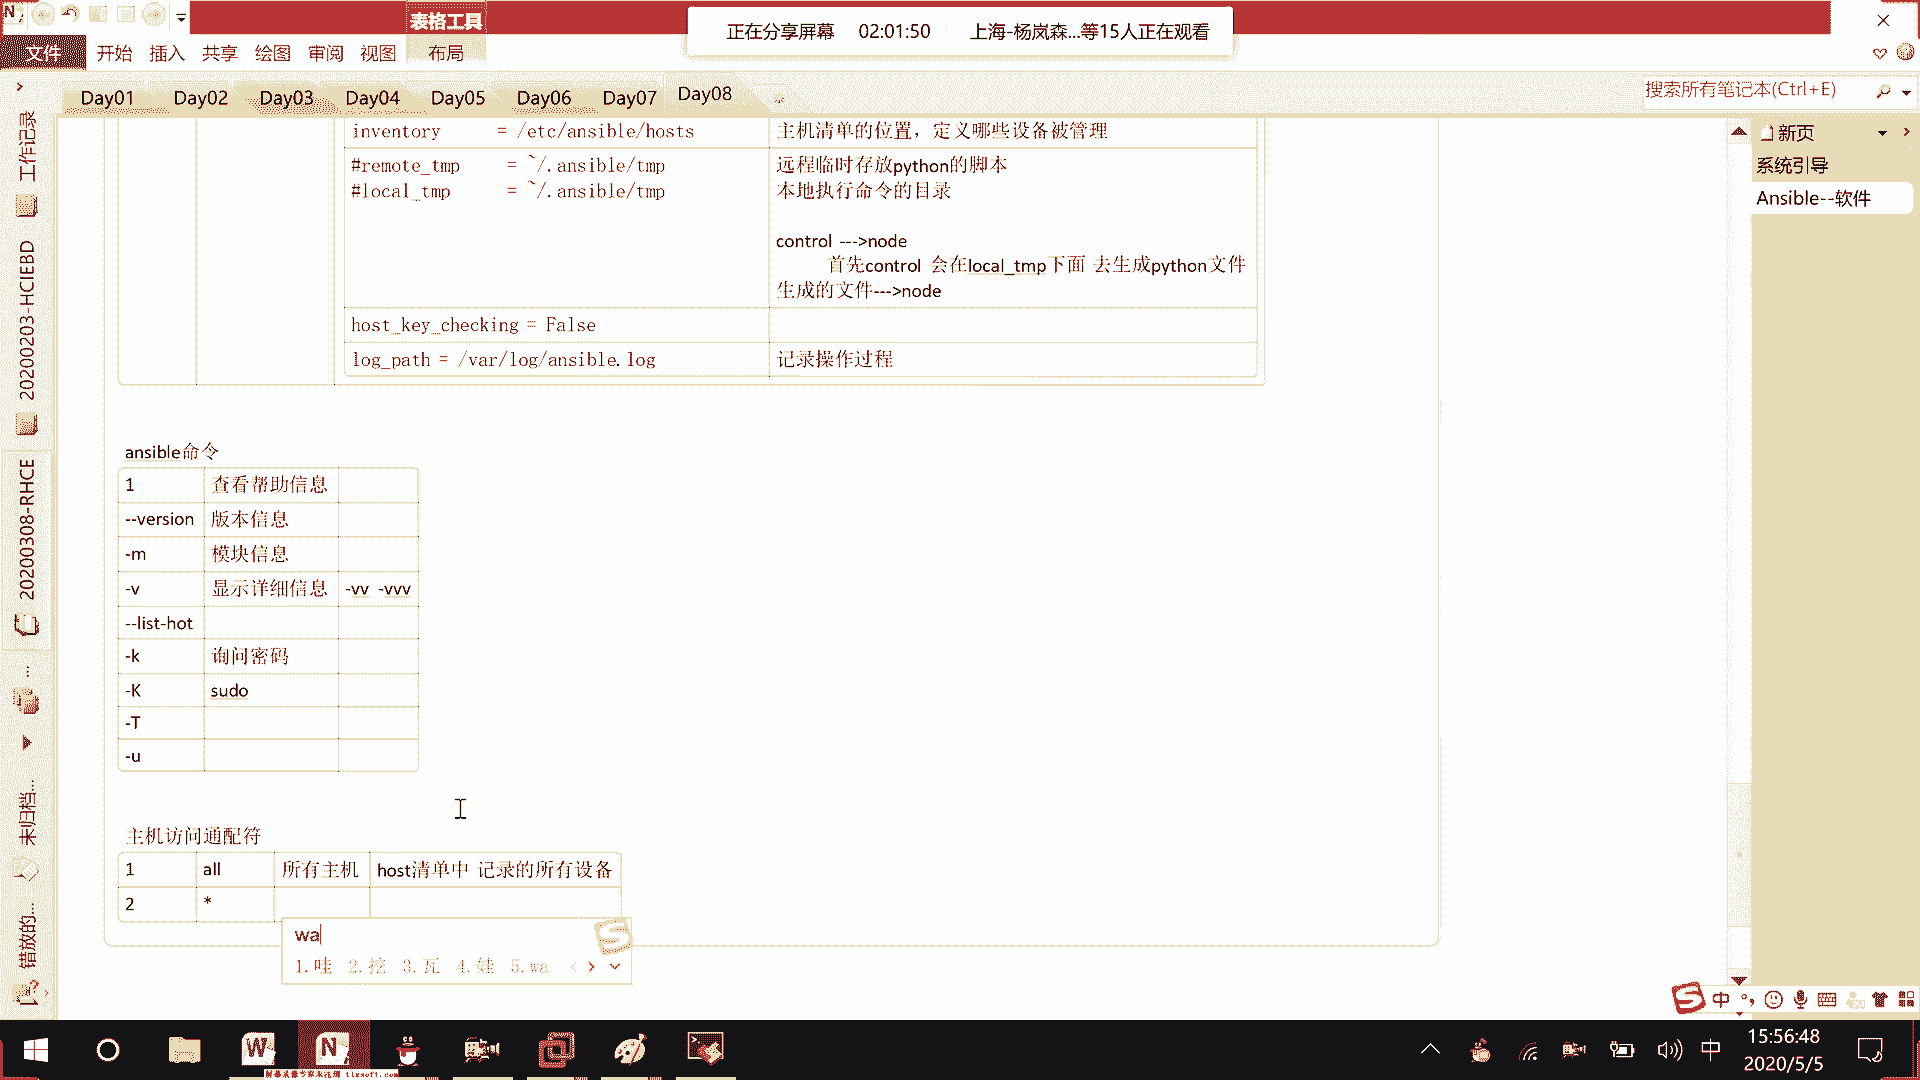 表格工具
正在分享屏幕 02:01:50 上海-杨岚森...等15人正在观看
文件 开始 插入 共享 绘图 审阅 视图 布局
Day01 Day02 Day03 Day04 Day05 Day06 Day07 Day08
搜索所有笔记本(Ctrl+E)
工作记录
20200203-HCIEBD
20200308-RHCE
...
未归档...
错放的...
新页
系统引导
Ansible--软件
inventory = /etc/ansible/hosts 主机清单的位置，定义哪些设备被管理
#remote_tmp = ~/.ansible/tmp 远程临时存放python的脚本
#local_tmp = ~/.ansible/tmp 本地执行命令的目录
control --->node
首先control 会在local_tmp下面 去生成python文件
生成的文件--->node
host_key_checking = False
log_path = /var/log/ansible.log 记录操作过程
ansible命令
1 查看帮助信息
--version 版本信息
-m 模块信息
-v 显示详细信息 -vv -vvv
--list-hot
-k 询问密码
-K sudo
-T
-u
主机访问通配符
1 all 所有主机 host清单中 记录的所有设备
2 *
wa
1.哇 2.挖 3.瓦 4.娃 5.wa
中
中 15:56:48
2020/5/5